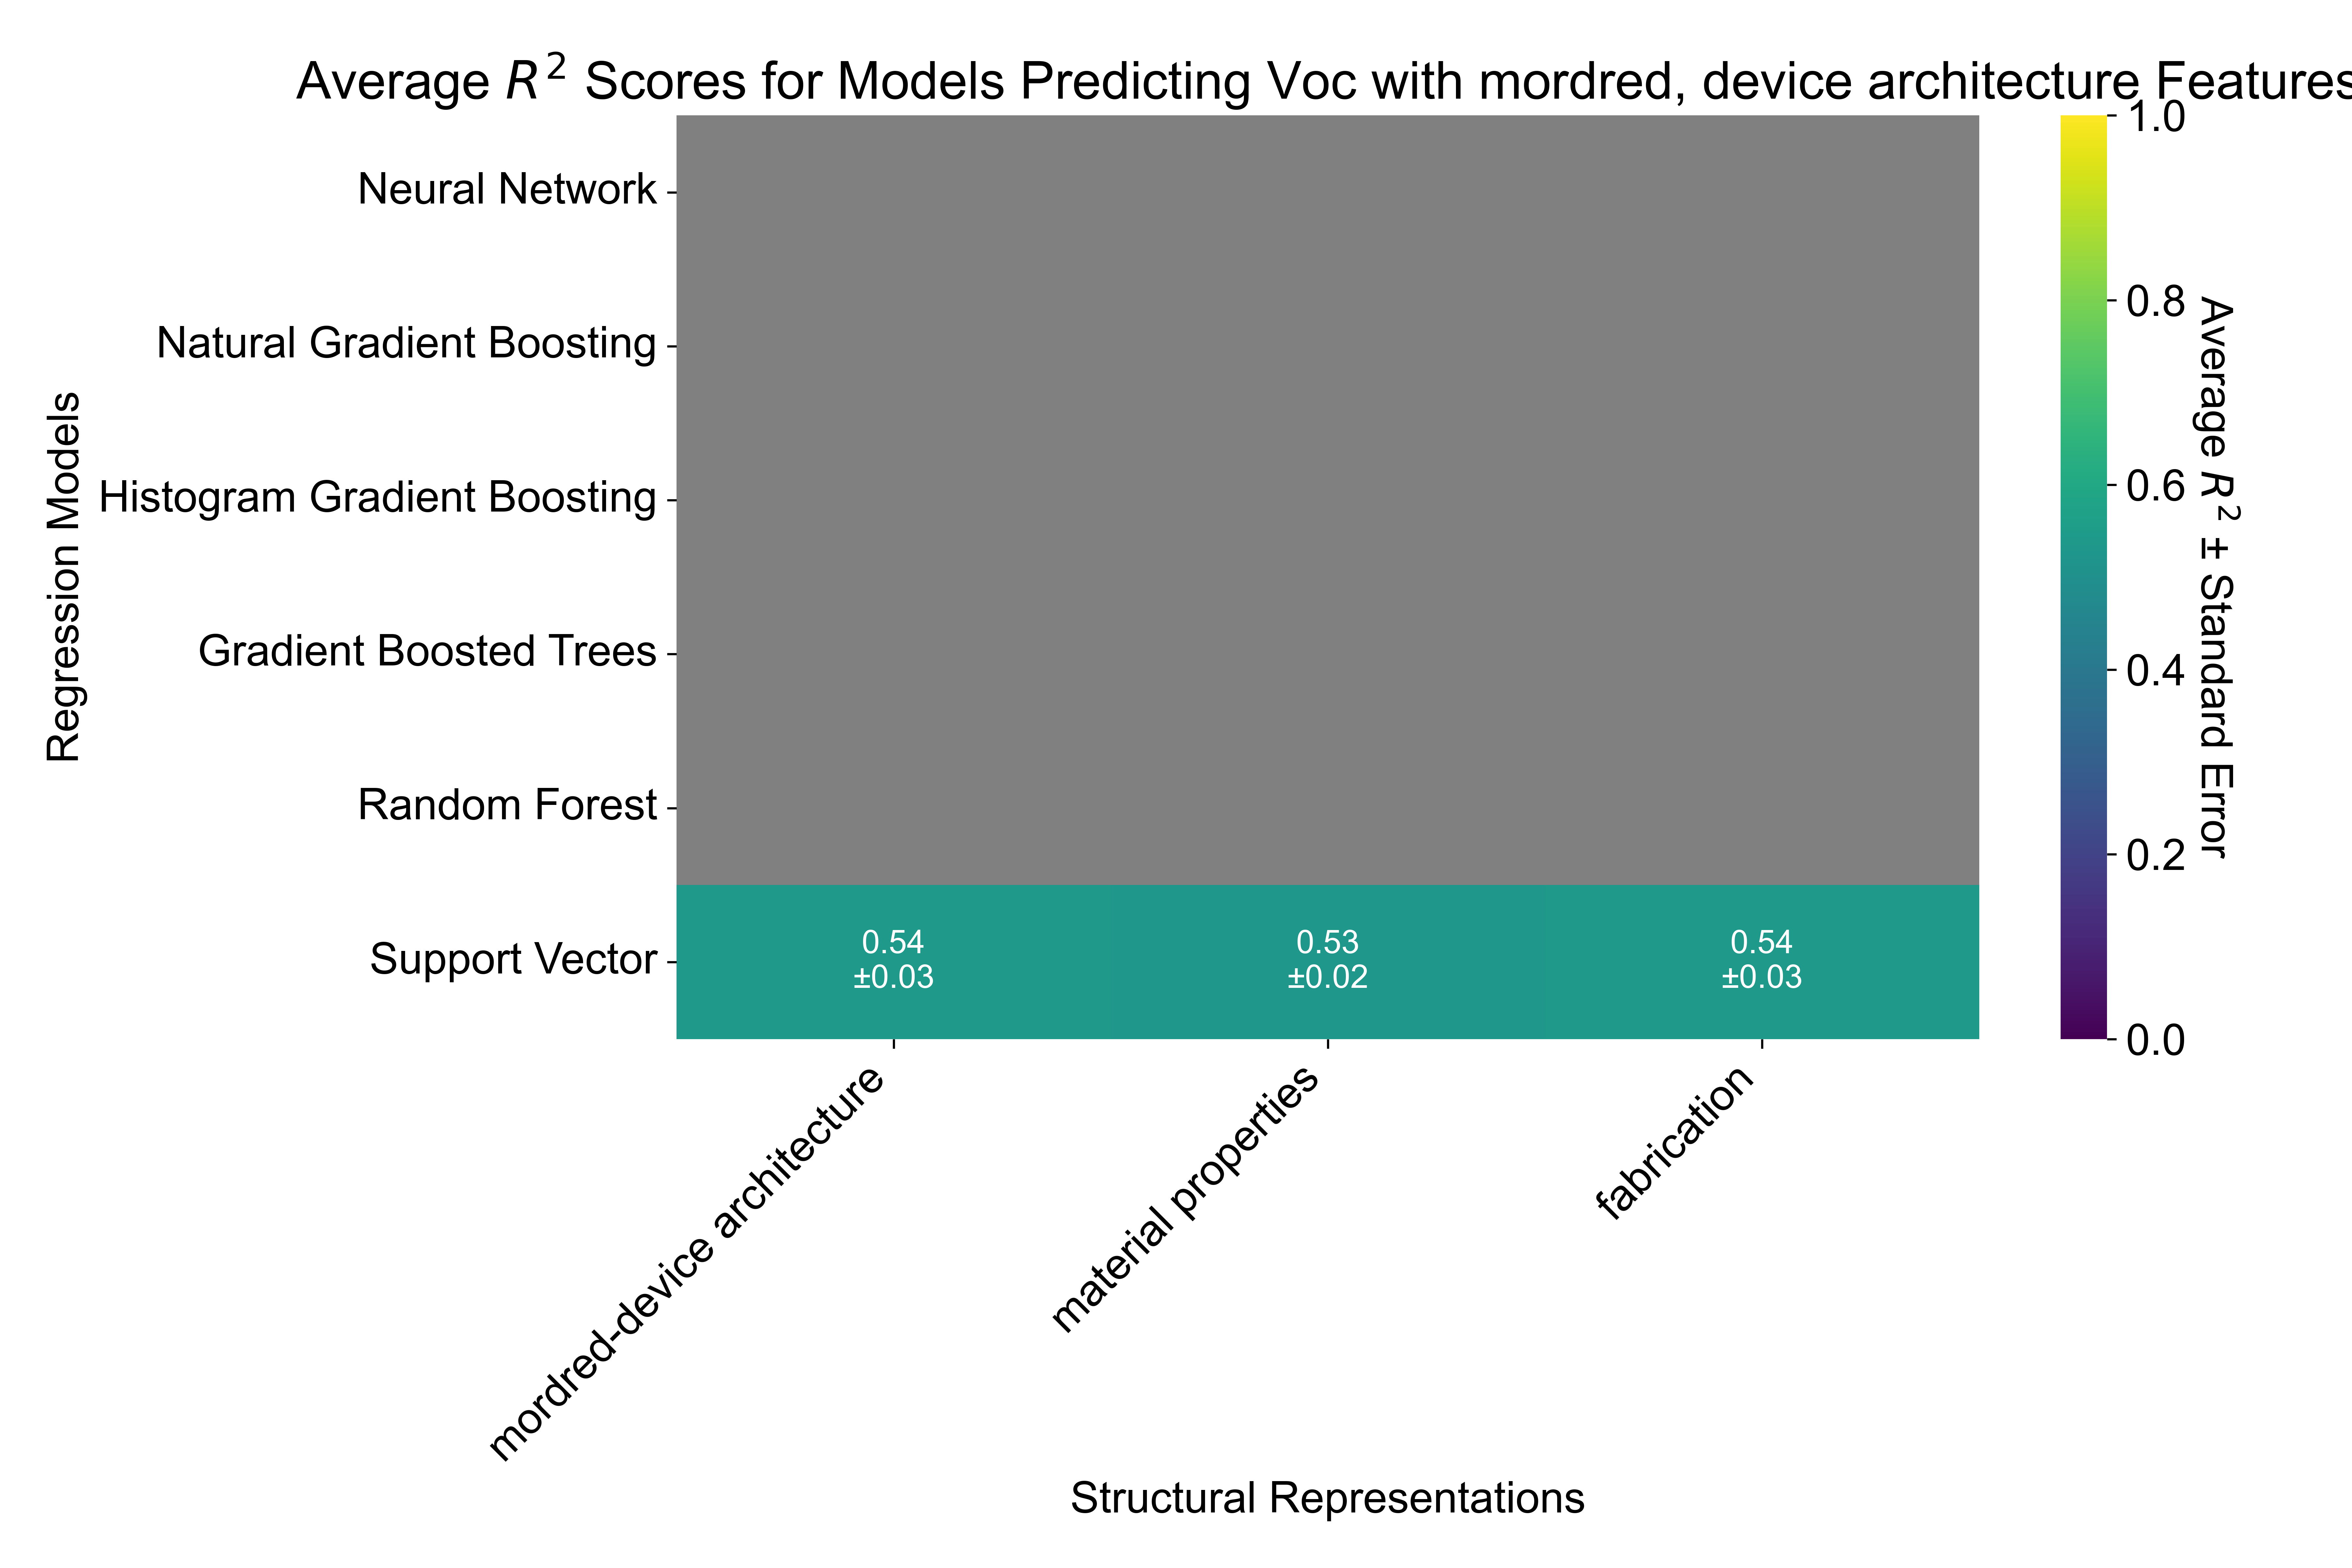 Average R² Scores for Models Predicting Voc with mordred, device architecture Features
Regression Models
Neural Network
Natural Gradient Boosting
Histogram Gradient Boosting
Gradient Boosted Trees
Random Forest
Support Vector
0.54
±0.03
0.53
±0.02
0.54
±0.03
mordred-device architecture
material properties
fabrication
Structural Representations
1.0
0.8
0.6
0.4
0.2
0.0
Average R² ± Standard Error